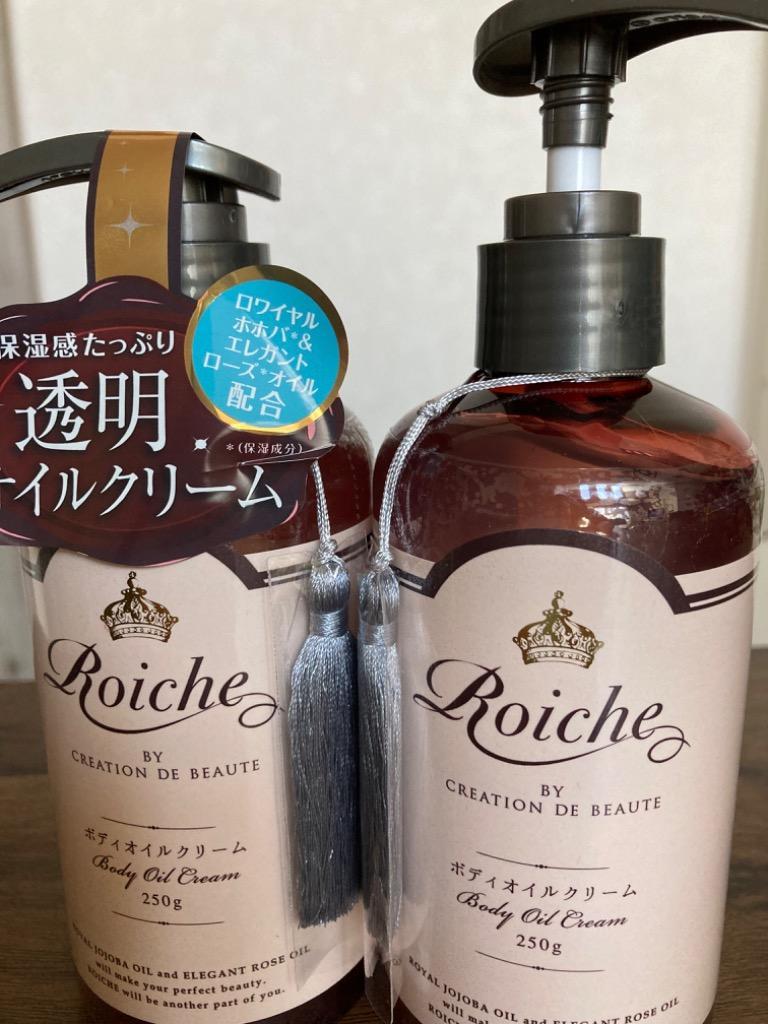 保湿感たっぷり
透明
オイルクリーム
ロワイヤル
ホホバ*&
エレガント
ローズ*オイル
配合
*(保湿成分)
Roiche
BY
CREATION DE BEAUTE
ボディオイルクリーム
Body Oil Cream
250g
ROYAL JOJOBA OIL and ELEGANT ROSE OIL
will make your perfect beauty.
ROICHE will be another part of you.
Roiche
BY
CREATION DE BEAUTE
ボディオイルクリーム
Body Oil Cream
250g
ROYAL JOJOBA OIL and ELEGANT ROSE OIL
will make your perfect